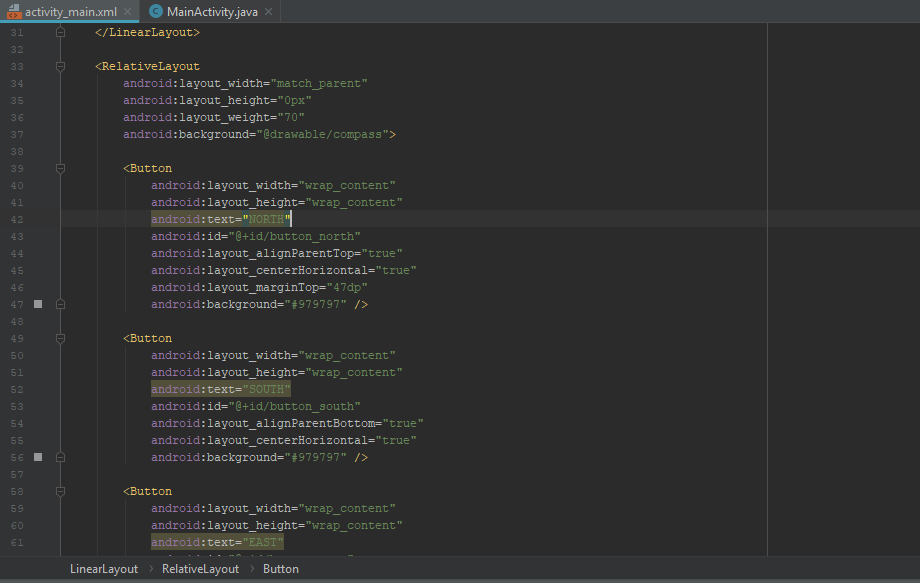 activity_main.xml × MainActivity.java ×
31 </LinearLayout>
32
33 <RelativeLayout
34 android:layout_width="match_parent"
35 android:layout_height="0px"
36 android:layout_weight="70"
37 android:background="@drawable/compass">
38
39 <Button
40 android:layout_width="wrap_content"
41 android:layout_height="wrap_content"
42 android:text="NORTH"
43 android:id="@+id/button_north"
44 android:layout_alignParentTop="true"
45 android:layout_centerHorizontal="true"
46 android:layout_marginTop="47dp"
47 android:background="#979797" />
48
49 <Button
50 android:layout_width="wrap_content"
51 android:layout_height="wrap_content"
52 android:text="SOUTH"
53 android:id="@+id/button_south"
54 android:layout_alignParentBottom="true"
55 android:layout_centerHorizontal="true"
56 android:background="#979797" />
57
58 <Button
59 android:layout_width="wrap_content"
60 android:layout_height="wrap_content"
61 android:text="EAST"
LinearLayout › RelativeLayout › Button